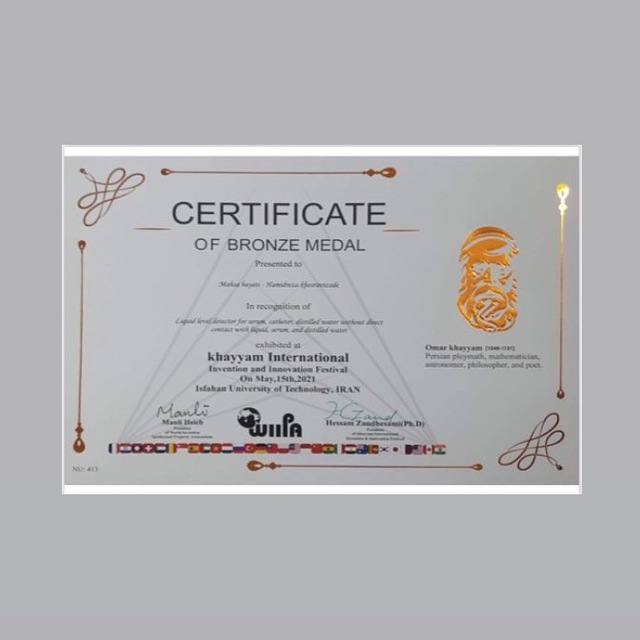 CERTIFICATE
OF BRONZE MEDAL
Presented to
Mahsa hayati - Hamidreza
In recognition of
Liquid level detector for serum, catheter, distilled water without direct
contact with liquid, serum, and distilled water
exhibited at
khayyam International
Invention and Innovation Festival
On May,15th,2021
Isfahan University of Technology, IRAN
Omar khayyam [1048-1131]
Persian ploymath, mathematician,
astronomer, philosopher, and poet.
Manli Hsieh
President
of World Invention
Intellectual Property Associations
WIIPA
Hessam Zandhesami(Ph.D)
President
of khayyam International
Invention & Innovation Festival
NU: 413